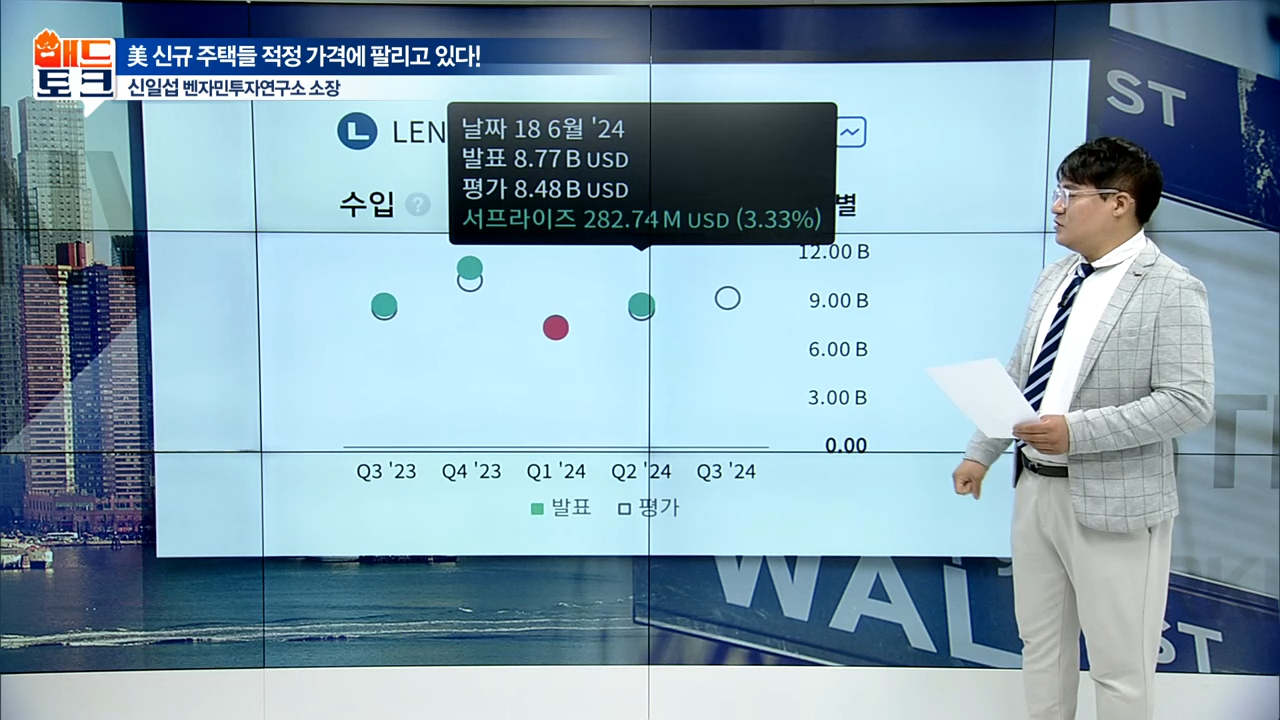 매드
토크
美 신규 주택들 적정 가격에 팔리고 있다!
신일섭 벤자민투자연구소 소장
ST
L LEN
날짜 18 6월 '24
발표 8.77 B USD
평가 8.48 B USD
서프라이즈 282.74 M USD (3.33%)
수입 ?
별
12.00 B
9.00 B
6.00 B
3.00 B
0.00
Q3 '23 Q4 '23 Q1 '24 Q2 '24 Q3 '24
발표 평가
WALL
ST